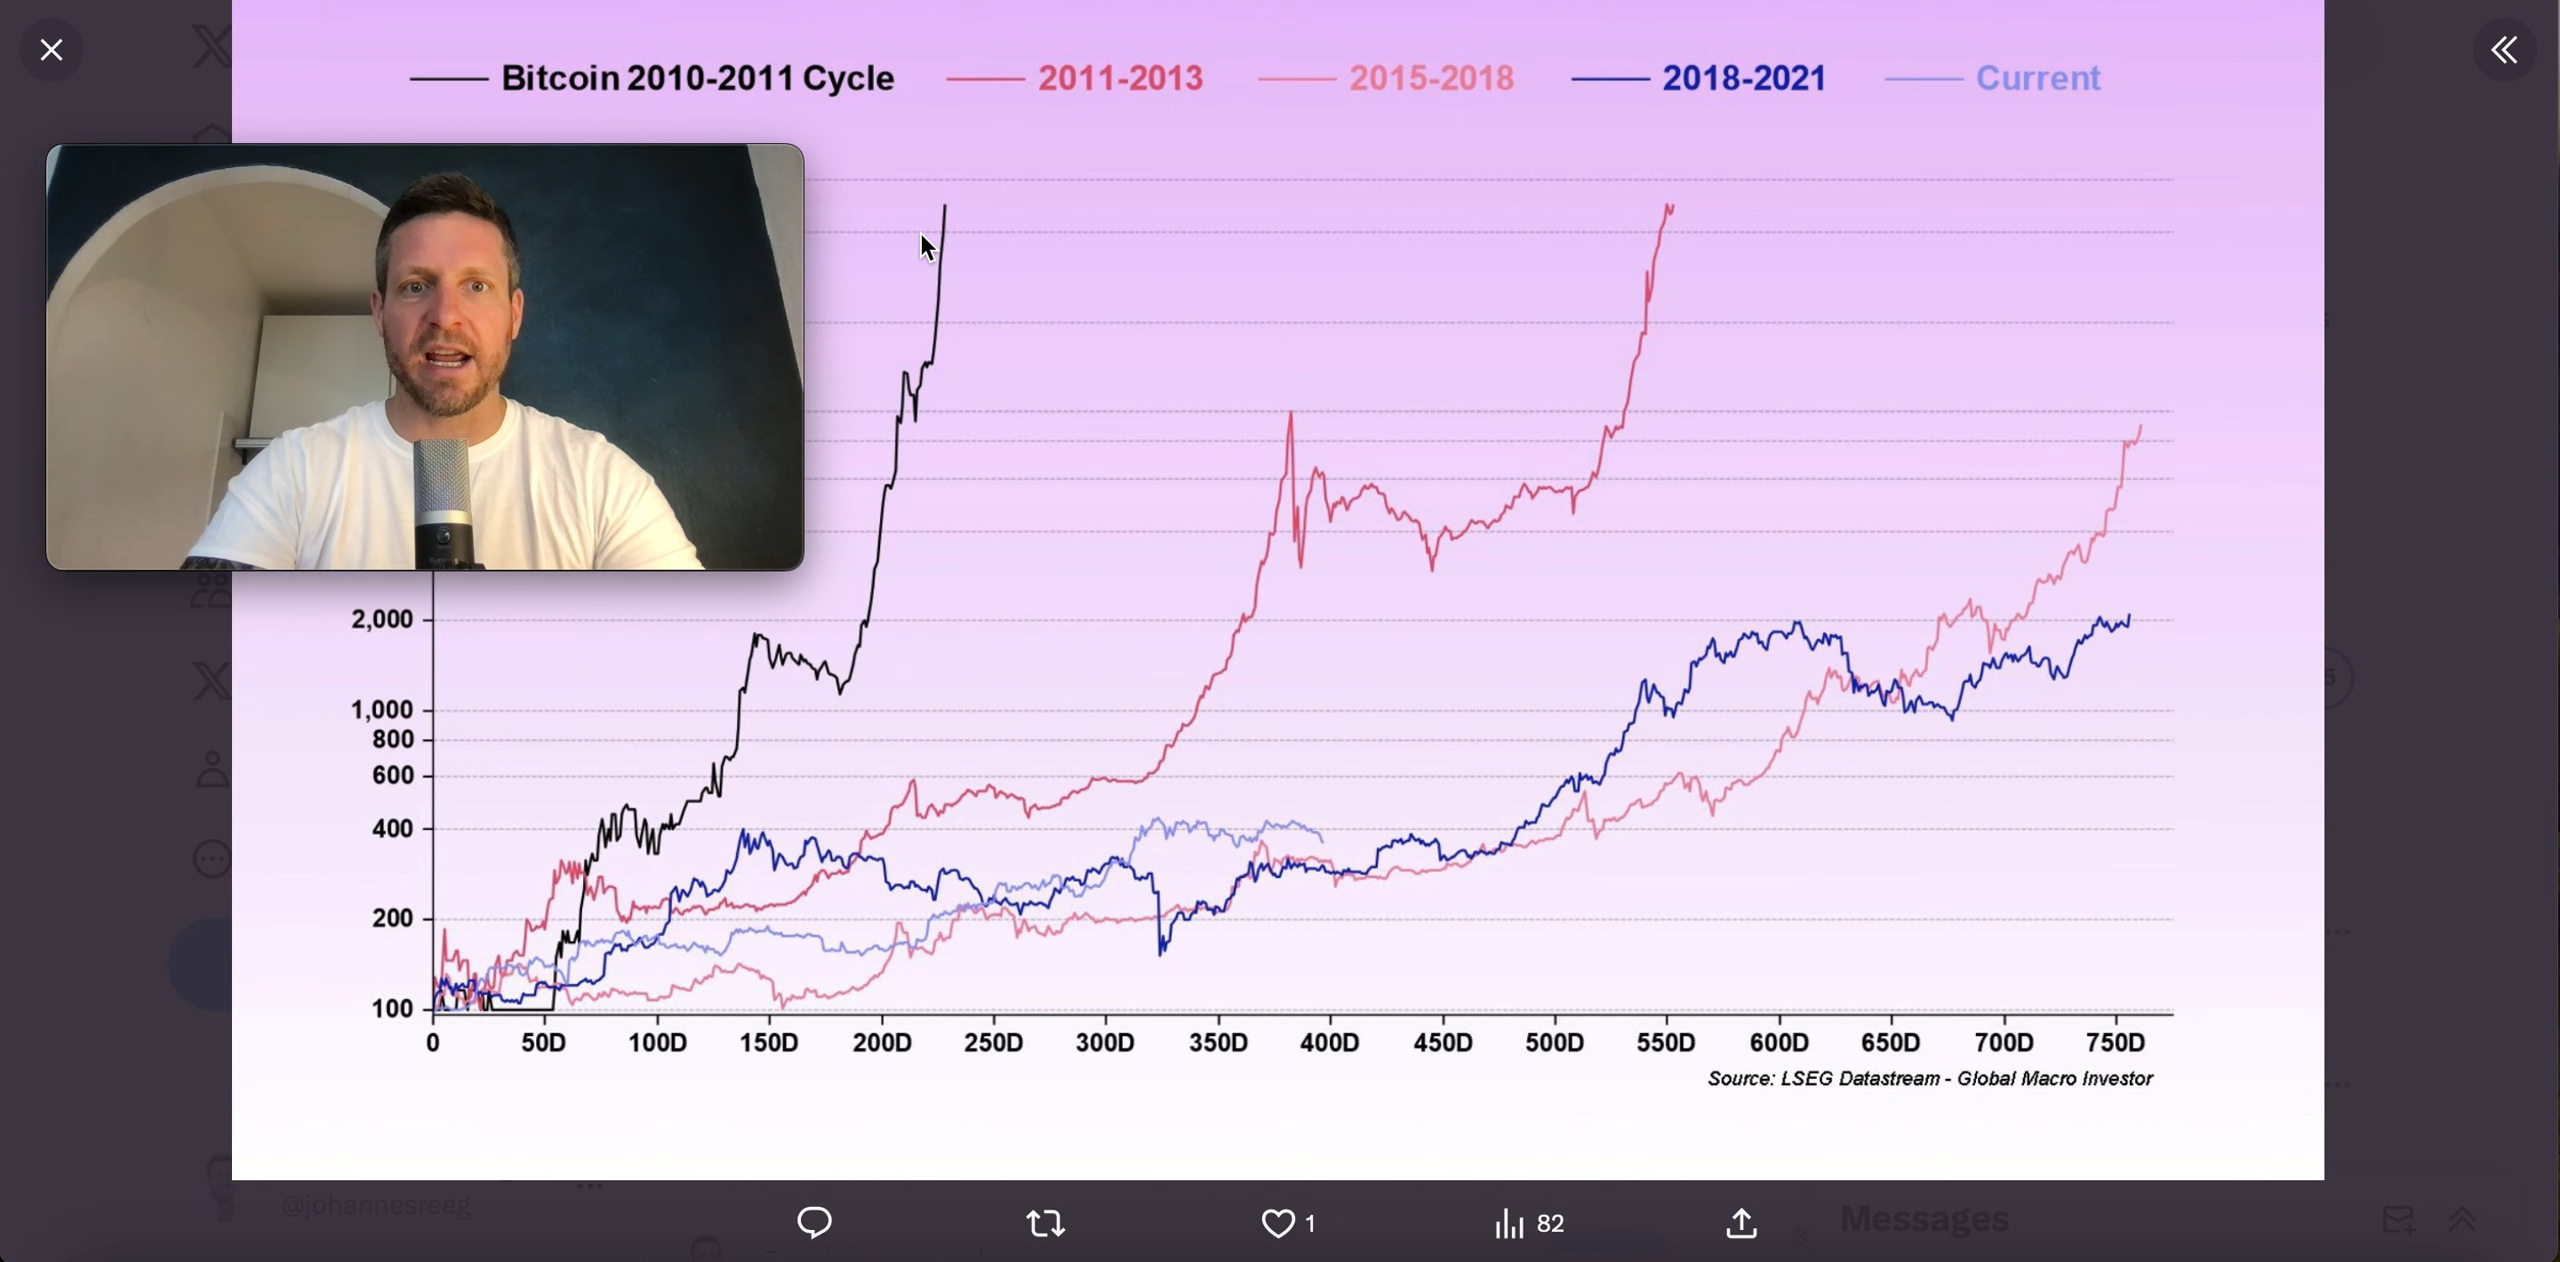 Bitcoin 2010-2011 Cycle 2011-2013 2015-2018 2018-2021 Current
2,000
1,000
800
600
400
200
100
0 50D 100D 150D 200D 250D 300D 350D 400D 450D 500D 550D 600D 650D 700D 750D
Source: LSEG Datastream - Global Macro Investor
@johannesreeg
1 82
Messages